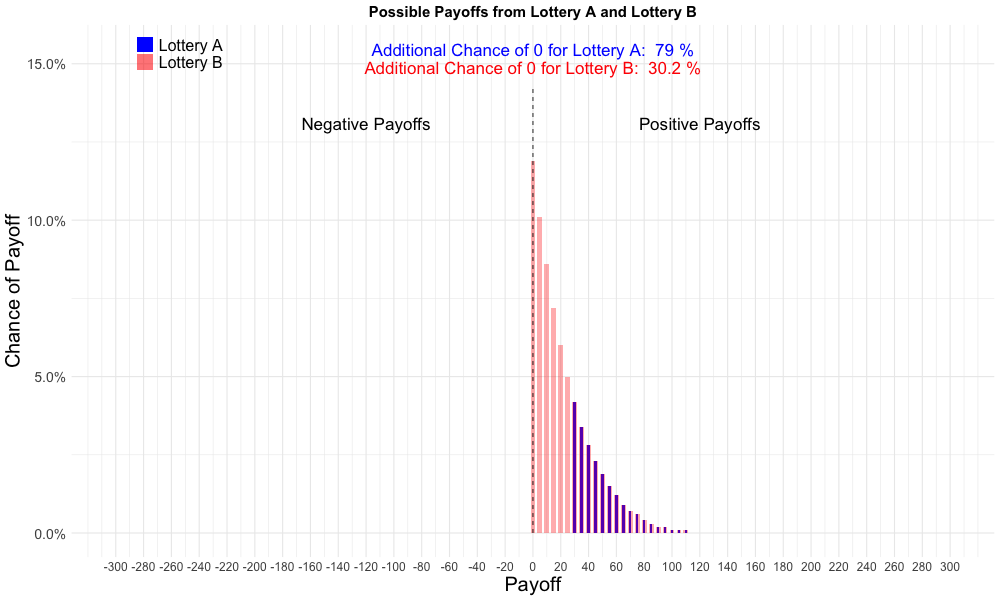 Possible Payoffs from Lottery A and Lottery B
Lottery A
Lottery B
Additional Chance of 0 for Lottery A:  79 %
Additional Chance of 0 for Lottery B:  30.2 %
Negative Payoffs
Positive Payoffs
Chance of Payoff
15.0%
10.0%
5.0%
0.0%
-300 -280 -260 -240 -220 -200 -180 -160 -140 -120 -100 -80 -60 -40 -20 0 20 40 60 80 100 120 140 160 180 200 220 240 260 280 300
Payoff